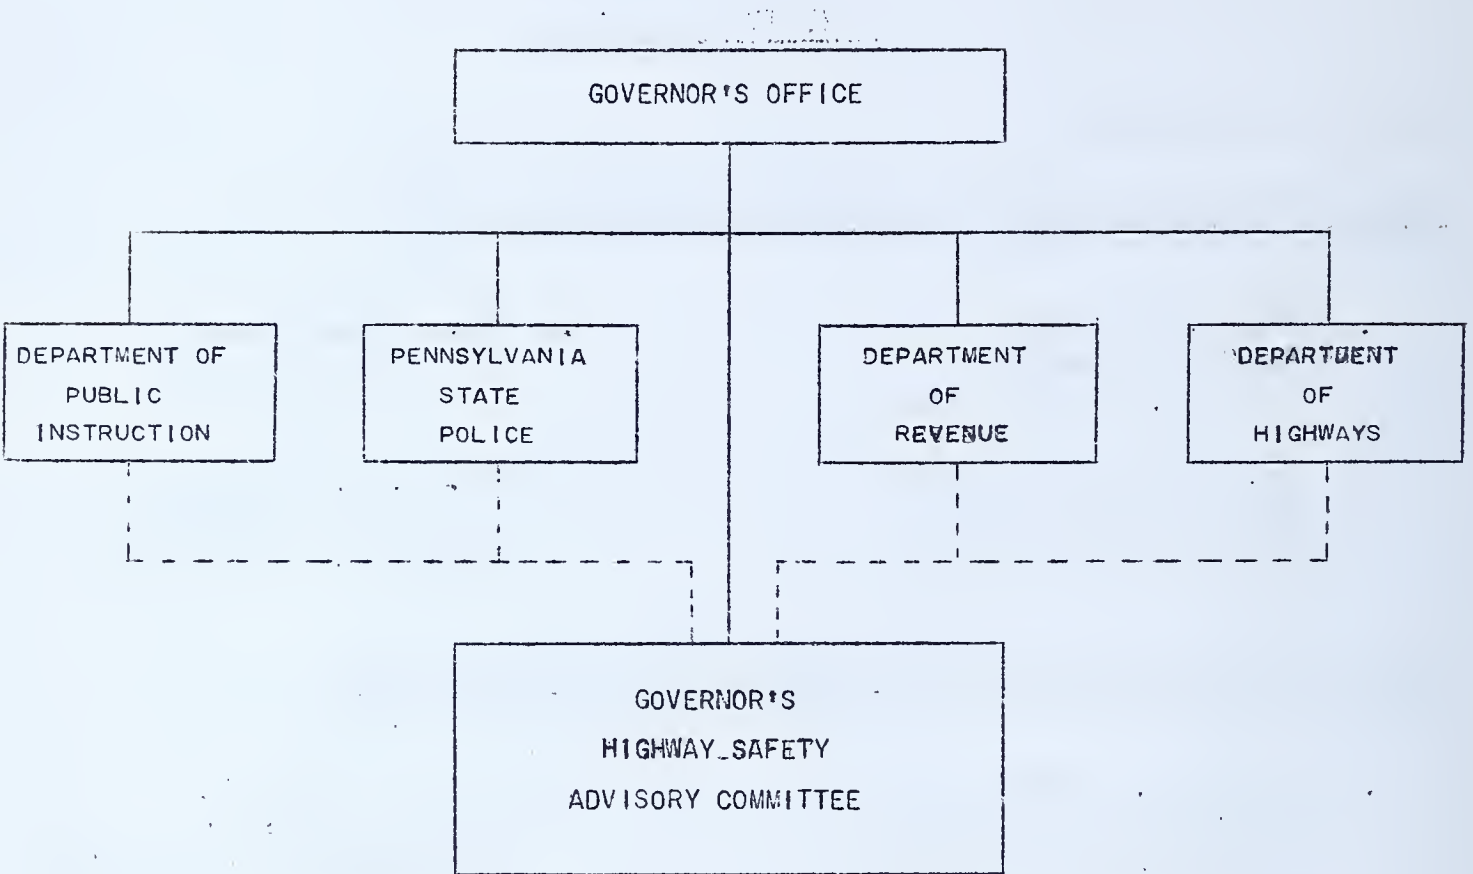 GOVERNOR'S OFFICE
DEPARTMENT OF
PUBLIC
INSTRUCTION
PENNSYLVANIA
STATE
POLICE
DEPARTMENT
OF
REVENUE
DEPARTMENT
OF
HIGHWAYS
GOVERNOR'S
HIGHWAY SAFETY
ADVISORY COMMITTEE